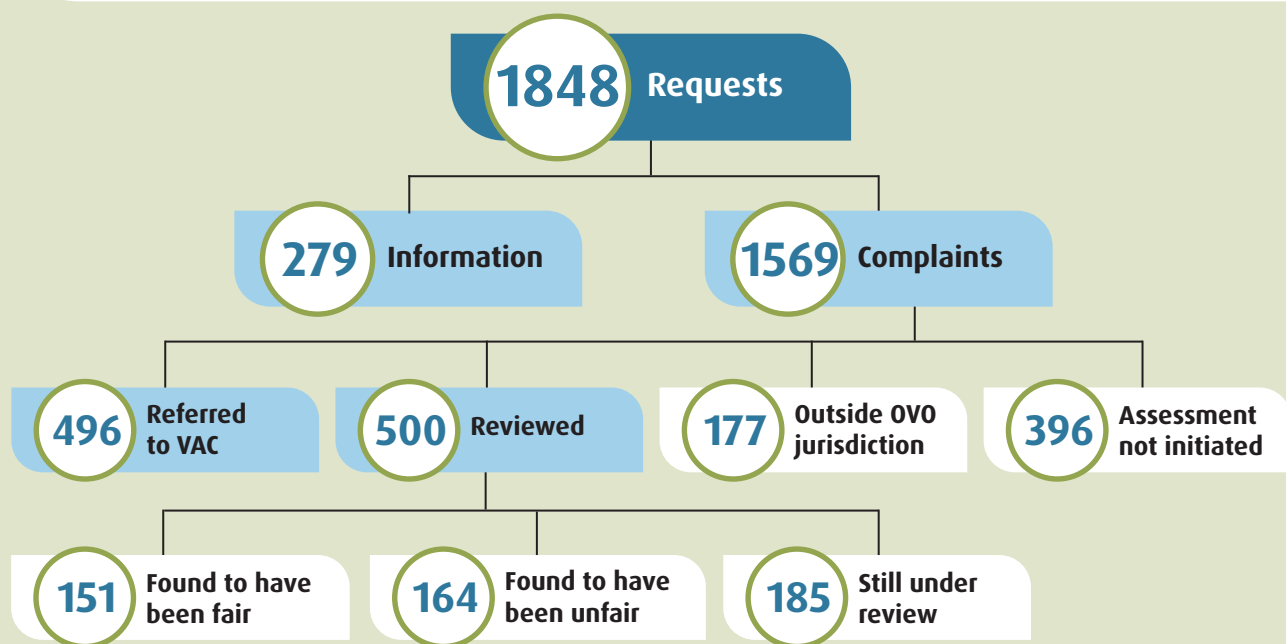 1848 Requests
279 Information
1569 Complaints
496 Referred
to VAC
500 Reviewed
177 Outside OVO
jurisdiction
396 Assessment
not initiated
151 Found to have
been fair
164 Found to have
been unfair
185 Still under
review